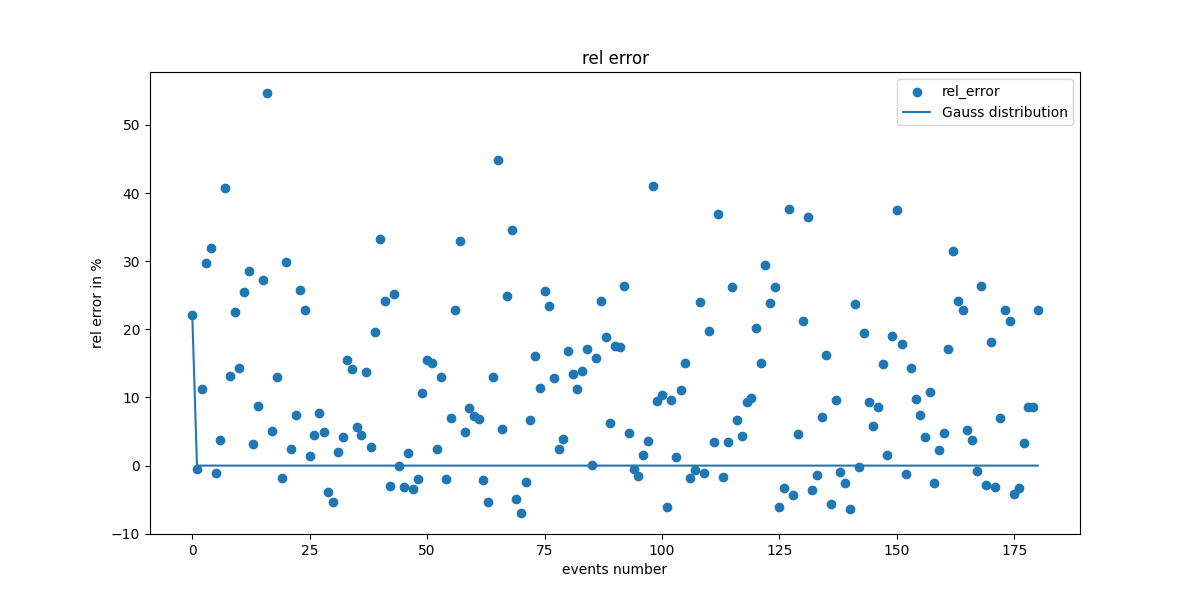 rel error
rel_error
Gauss distribution
rel error in %
50
40
30
20
10
0
−10
0 25 50 75 100 125 150 175
events number